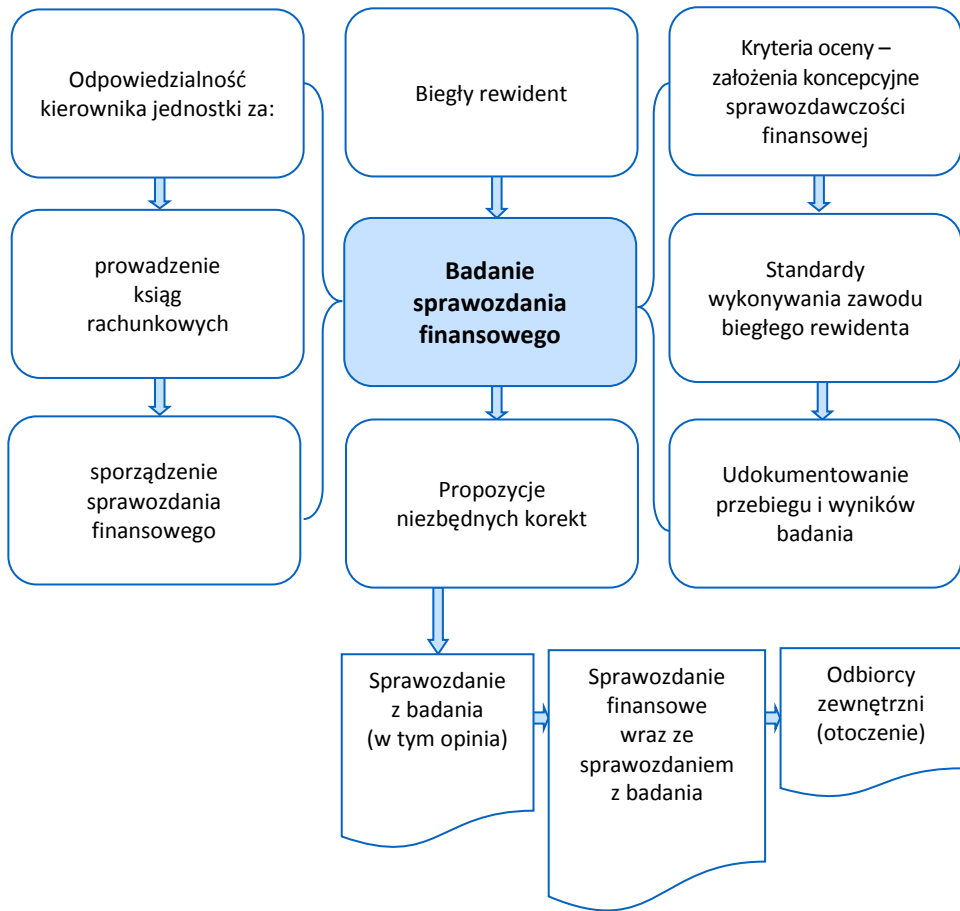 Odpowiedzialność
kierownika jednostki za:
prowadzenie
ksiąg
rachunkowych
sporządzenie
sprawozdania
finansowego
Biegły rewident
Badanie
sprawozdania
finansowego
Propozycje
niezbędnych korekt
Kryteria oceny –
założenia koncepcyjne
sprawozdawczości
finansowej
Standardy
wykonywania zawodu
biegłego rewidenta
Udokumentowanie
przebiegu i wyników
badania
Sprawozdanie
z badania
(w tym opinia)
Sprawozdanie
finansowe
wraz ze
sprawozdaniem
z badania
Odbiorcy
zewnętrzni
(otoczenie)